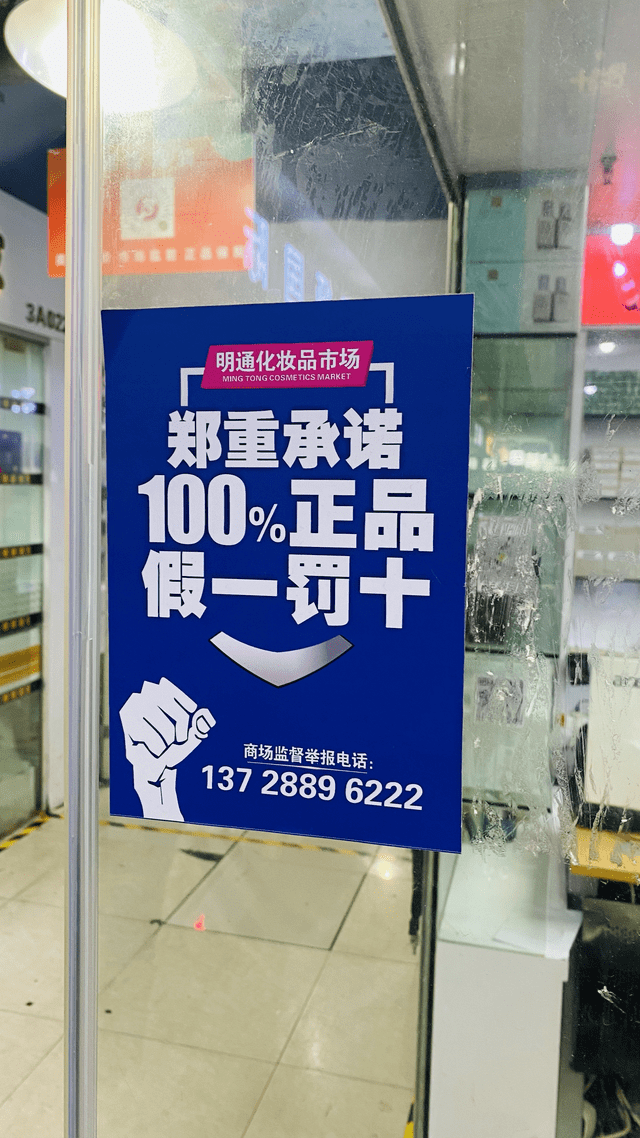 3A022
明通化妆品市场
MING TONG COSMETICS MARKET
郑重承诺
100%正品
假一罚十
商场监督举报电话:
137 2889 6222